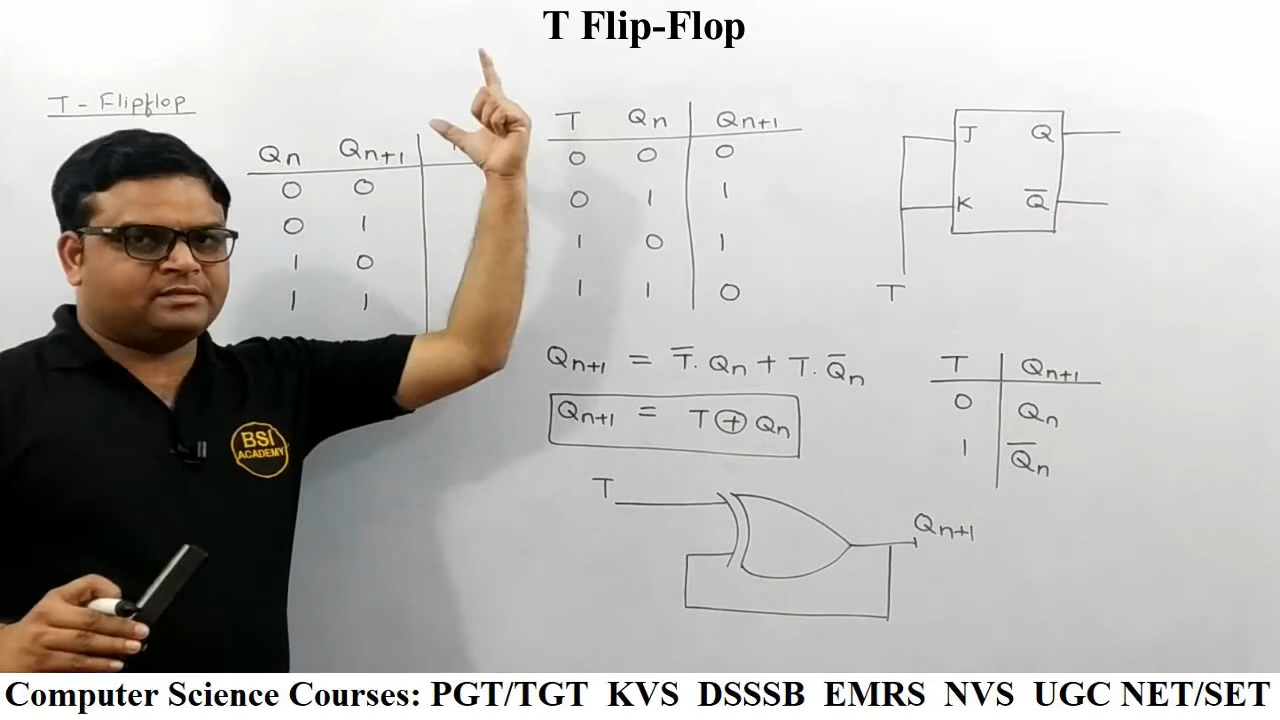 T Flip-Flop
T - Flipflop
Qn Qn+1
0 0
0 1
1 0
1 1
T Qn Qn+1
0 0 0
0 1 1
1 0 1
1 1 0
J Q
K Q̅
T
Qn+1 = T̅. Qn + T. Q̅n
Qn+1 = T ⊕ Qn
T Qn+1
0 Qn
1 Q̅n
T
Qn+1
BSI
ACADEMY
Computer Science Courses: PGT/TGT KVS DSSSB EMRS NVS UGC NET/SET